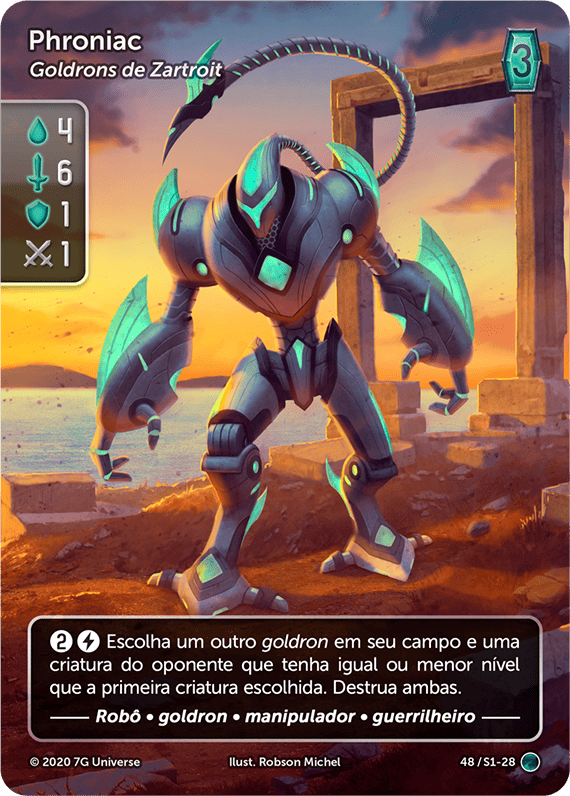 Phroniac
Goldrons de Zartroit
3
4
6
1
1
2 Escolha um outro goldron em seu campo e uma
criatura do oponente que tenha igual ou menor nível
que a primeira criatura escolhida. Destrua ambas.
Robô • goldron • manipulador • guerrilheiro
© 2020 7G Universe
Ilust. Robson Michel
48 / S1-28